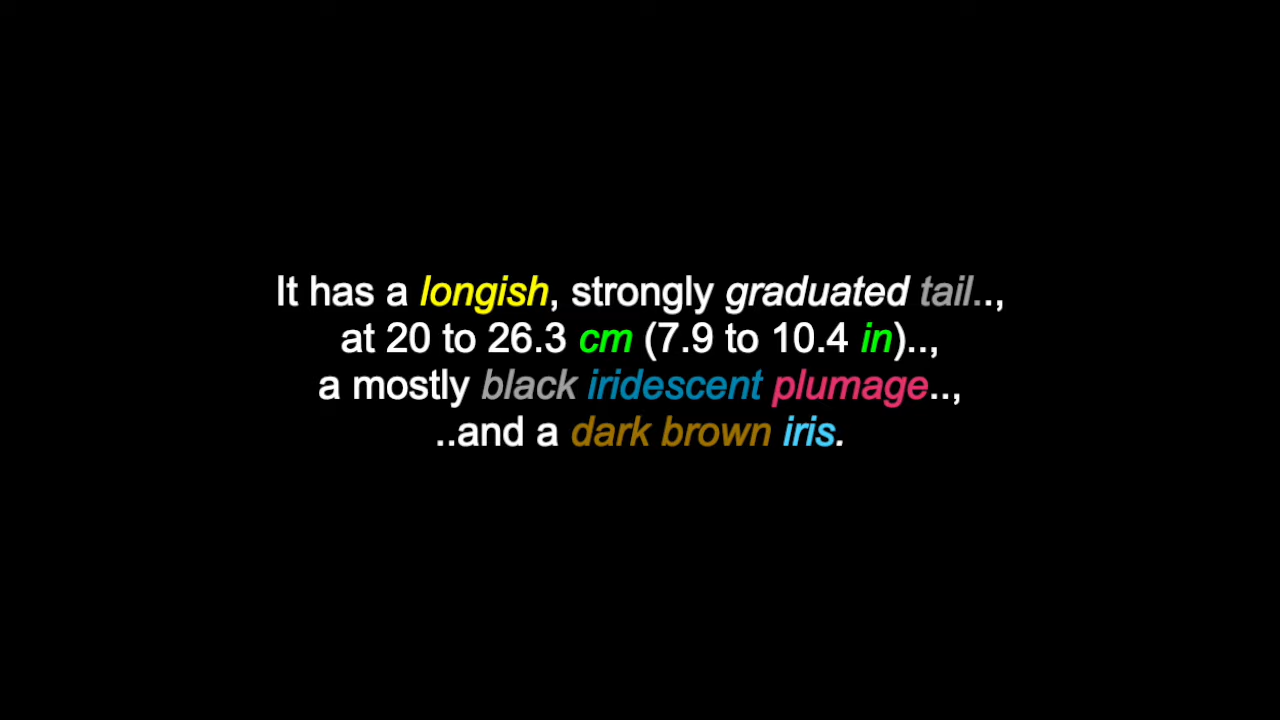 It has a longish, strongly graduated tail..,
at 20 to 26.3 cm (7.9 to 10.4 in)..,
a mostly black iridescent plumage..,
..and a dark brown iris.